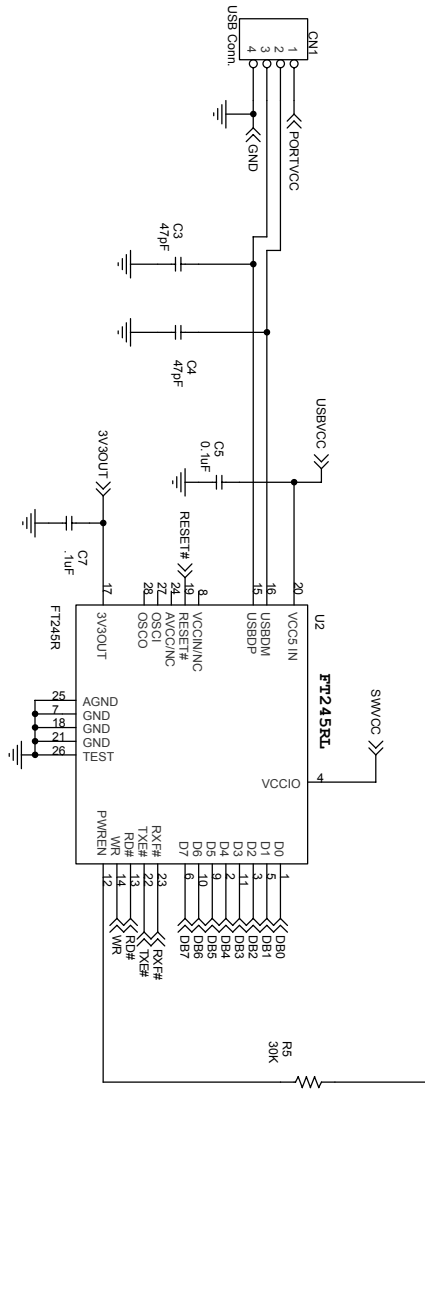 CN1
1
2
3
4
USB Conn.
PORTVCC
GND
C3
47pF
C4
47pF
USBVCC
C5
0.1uF
3V3OUT
C7
.1uF
RESET#
SWVCC
U2
FT245RL
20
VCC5 IN
16
USBDM
15
USBDP
8
VCCIN/NC
19
RESET#
24
AVCC/NC
27
OSCI
28
OSCO
17
3V3OUT
FT245R
4
VCCIO
25
AGND
7
GND
18
GND
21
GND
26
TEST
D0
1
DB0
D1
5
DB1
D2
3
DB2
D3
11
DB3
D4
2
DB4
D5
9
DB5
D6
10
DB6
D7
6
DB7
RXF#
23
RXF#
TXE#
22
TXE#
RD#
13
RD#
WR
14
WR
PWREN
12
R5
30K